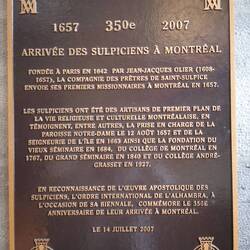 1657 350e 2007
ARRIVÉE DES SULPICIENS À MONTRÉAL
FONDÉE À PARIS EN 1642 PAR JEAN-JACQUES OLIER (1608-
1657), LA COMPAGNIE DES PRÊTRES DE SAINT-SULPICE
ENVOIE SES PREMIERS MISSIONNAIRES À MONTRÉAL EN 1657.
LES SULPICIENS ONT ÉTÉ DES ARTISANS DE PREMIER PLAN DE
LA VIE RELIGIEUSE ET CULTURELLE MONTRÉALAISE, EN
TÉMOIGNENT, ENTRE AUTRES, LA PRISE EN CHARGE DE LA
PAROISSE NOTRE-DAME LE 12 AOÛT 1657 ET DE LA
SEIGNEURIE DE L'ÎLE EN 1663 AINSI QUE LA FONDATION DU
VIEUX SÉMINAIRE EN 1684, DU COLLÈGE DE MONTRÉAL EN
1767, DU GRAND SÉMINAIRE EN 1840 ET DU COLLÈGE ANDRÉ-
GRASSET EN 1927.
EN RECONNAISSANCE DE L'ŒUVRE APOSTOLIQUE DES
SULPICIENS, L'ORDRE INTERNATIONAL DE L'ALHAMBRA, À
L'OCCASION DE SA BIENNALE, COMMÉMORE LE 350E
ANNIVERSAIRE DE LEUR ARRIVÉE À MONTRÉAL.
LE 14 JUILLET 2007